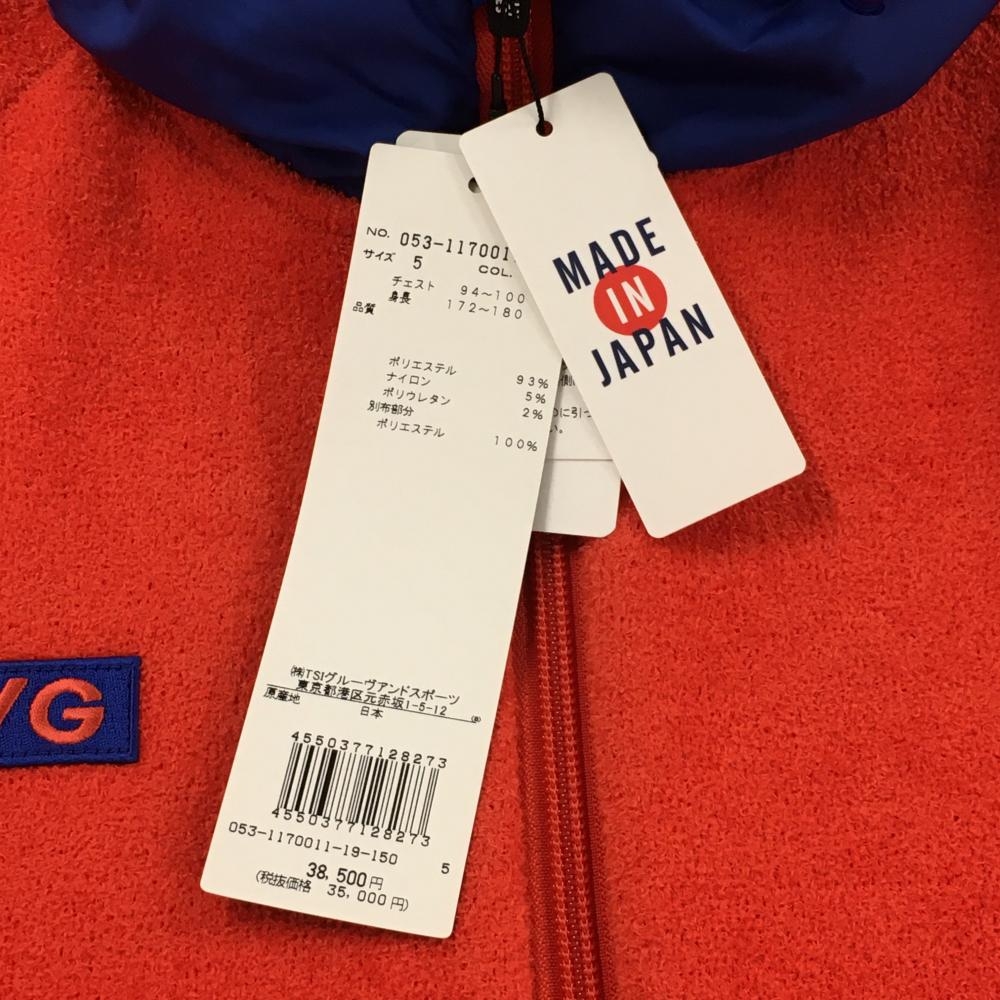 NO. 053-117001
サイズ 5 COL.
チェスト 94～100
身長 172～180
品質
ポリエステル 93%
ナイロン 5%
ポリウレタン 2%
別布部分
ポリエステル 100%
㈱TSIグルーヴアンドスポーツ
東京都港区元赤坂1-5-12
原産地 日本
4550377128273
4550377128273
053-1170011-19-150 5
38,500円
(税抜価格 35,000円)
MADE
IN
JAPAN
に引っ
い。
VG